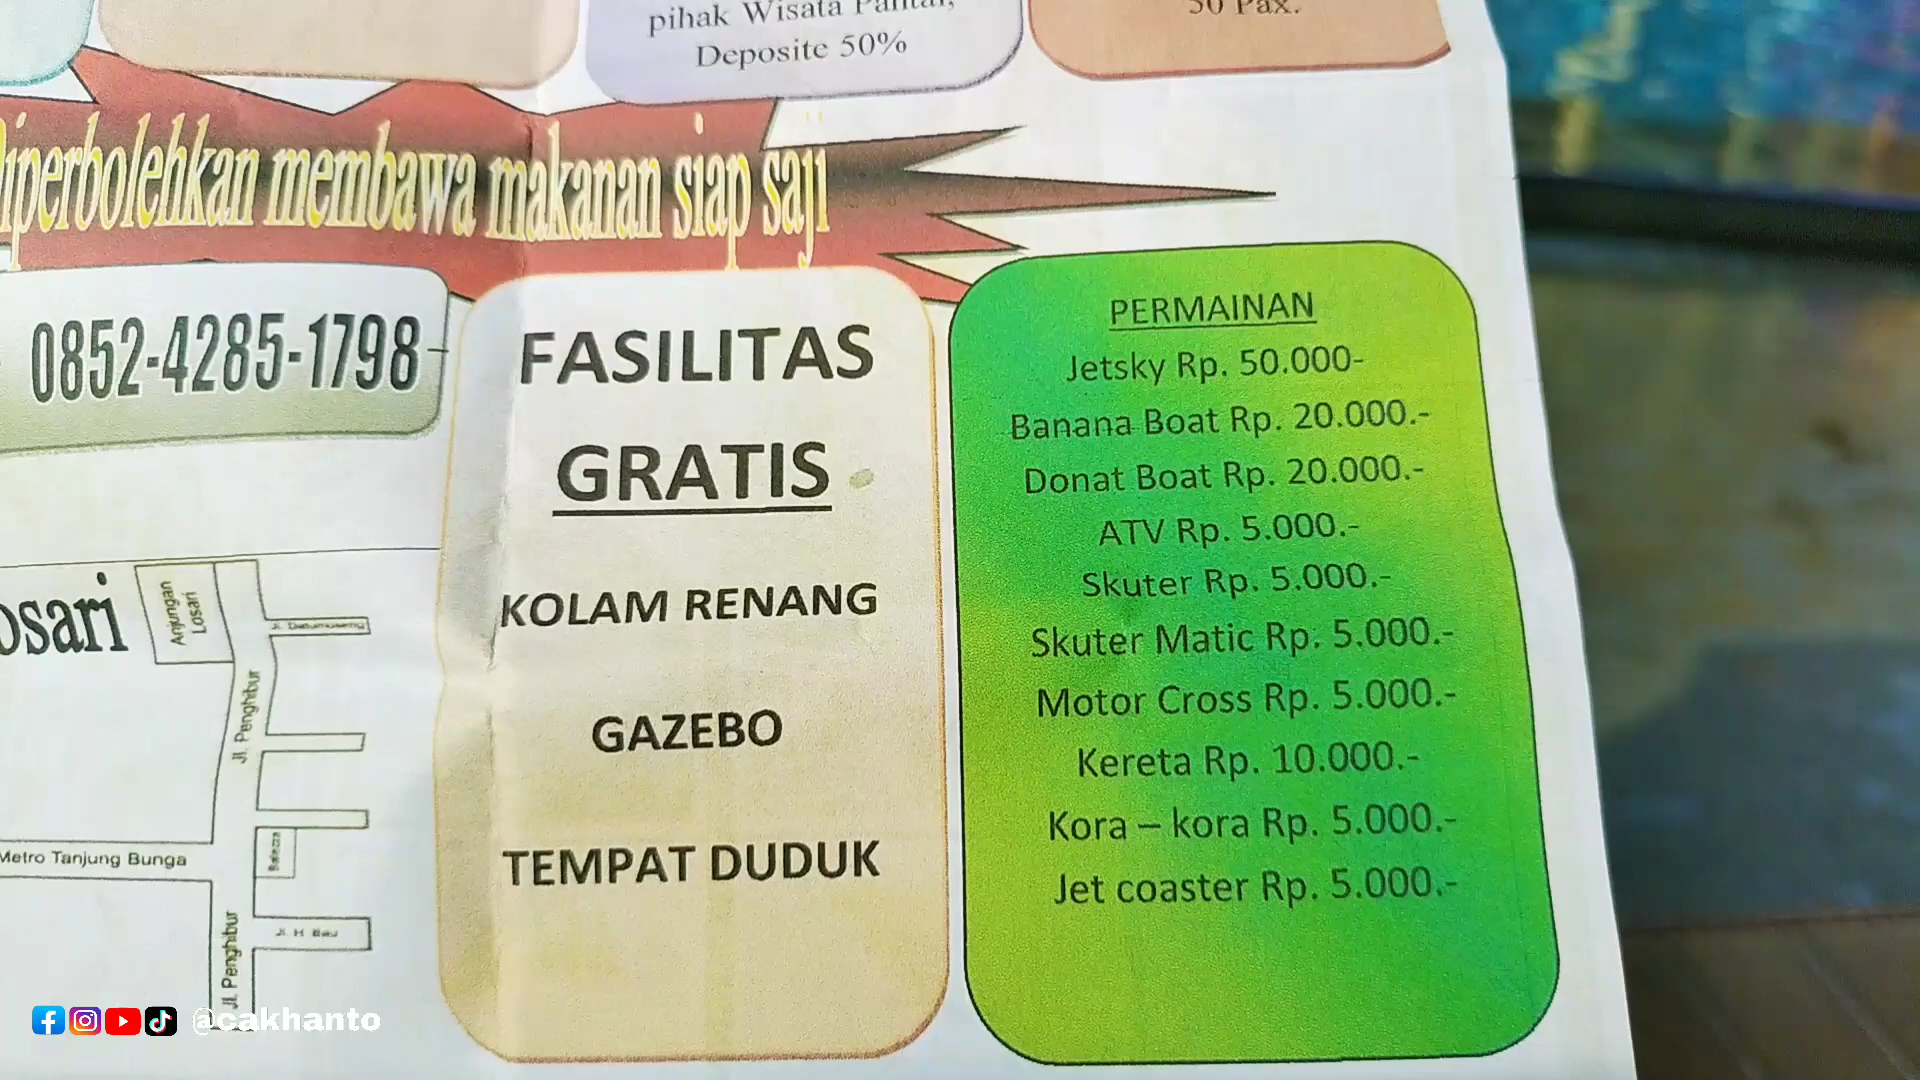 pihak Wisata Pantai,
Deposite 50%
50 Pax.
iperbolehkan membawa makanan siap saji
0852-4285-1798
FASILITAS
GRATIS
KOLAM RENANG
GAZEBO
TEMPAT DUDUK
PERMAINAN
Jetsky Rp. 50.000-
Banana Boat Rp. 20.000.-
Donat Boat Rp. 20.000.-
ATV Rp. 5.000.-
Skuter Rp. 5.000.-
Skuter Matic Rp. 5.000.-
Motor Cross Rp. 5.000.-
Kereta Rp. 10.000.-
Kora – kora Rp. 5.000.-
Jet coaster Rp. 5.000.-
osari
Anjungan
Losari
Jl. Penghibur
Metro Tanjung Bunga
Jl. H Bau
Jl. Penghibur
@cakhanto